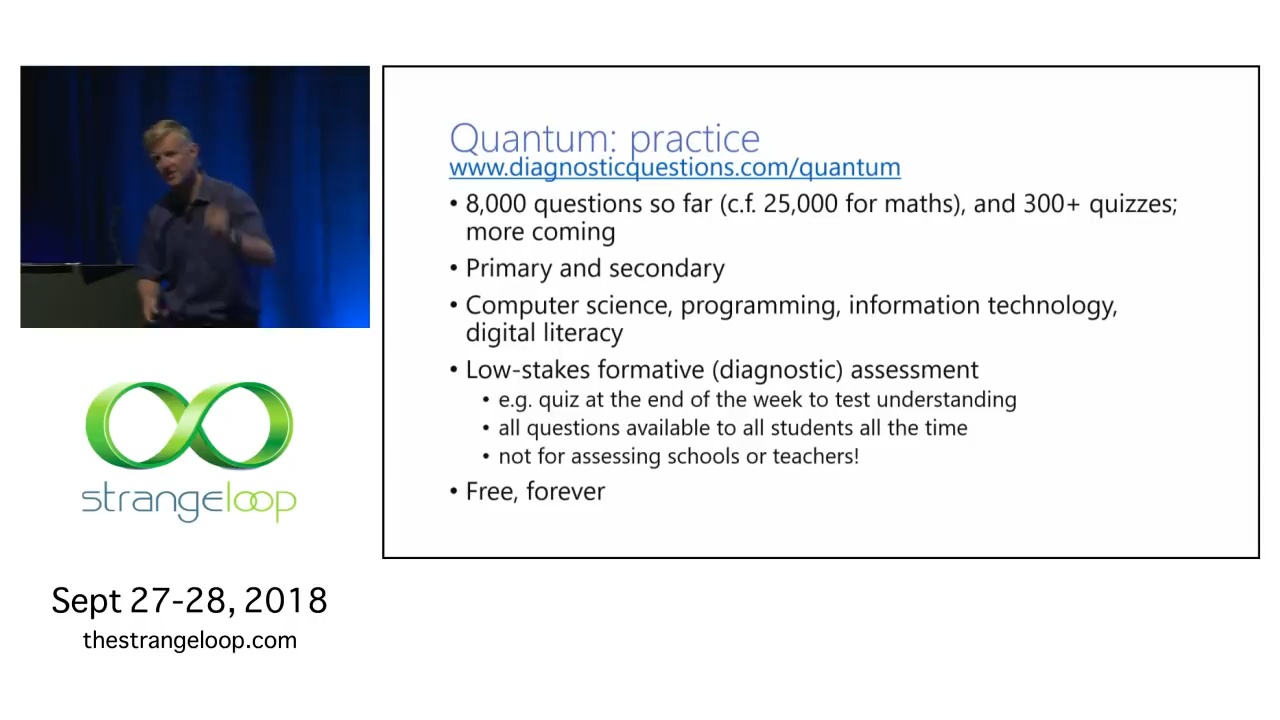 Quantum: practice
www.diagnosticquestions.com/quantum
• 8,000 questions so far (c.f. 25,000 for maths), and 300+ quizzes;
more coming
• Primary and secondary
• Computer science, programming, information technology,
digital literacy
• Low-stakes formative (diagnostic) assessment
• e.g. quiz at the end of the week to test understanding
• all questions available to all students all the time
• not for assessing schools or teachers!
• Free, forever
strangeloop
Sept 27-28, 2018
thestrangeloop.com